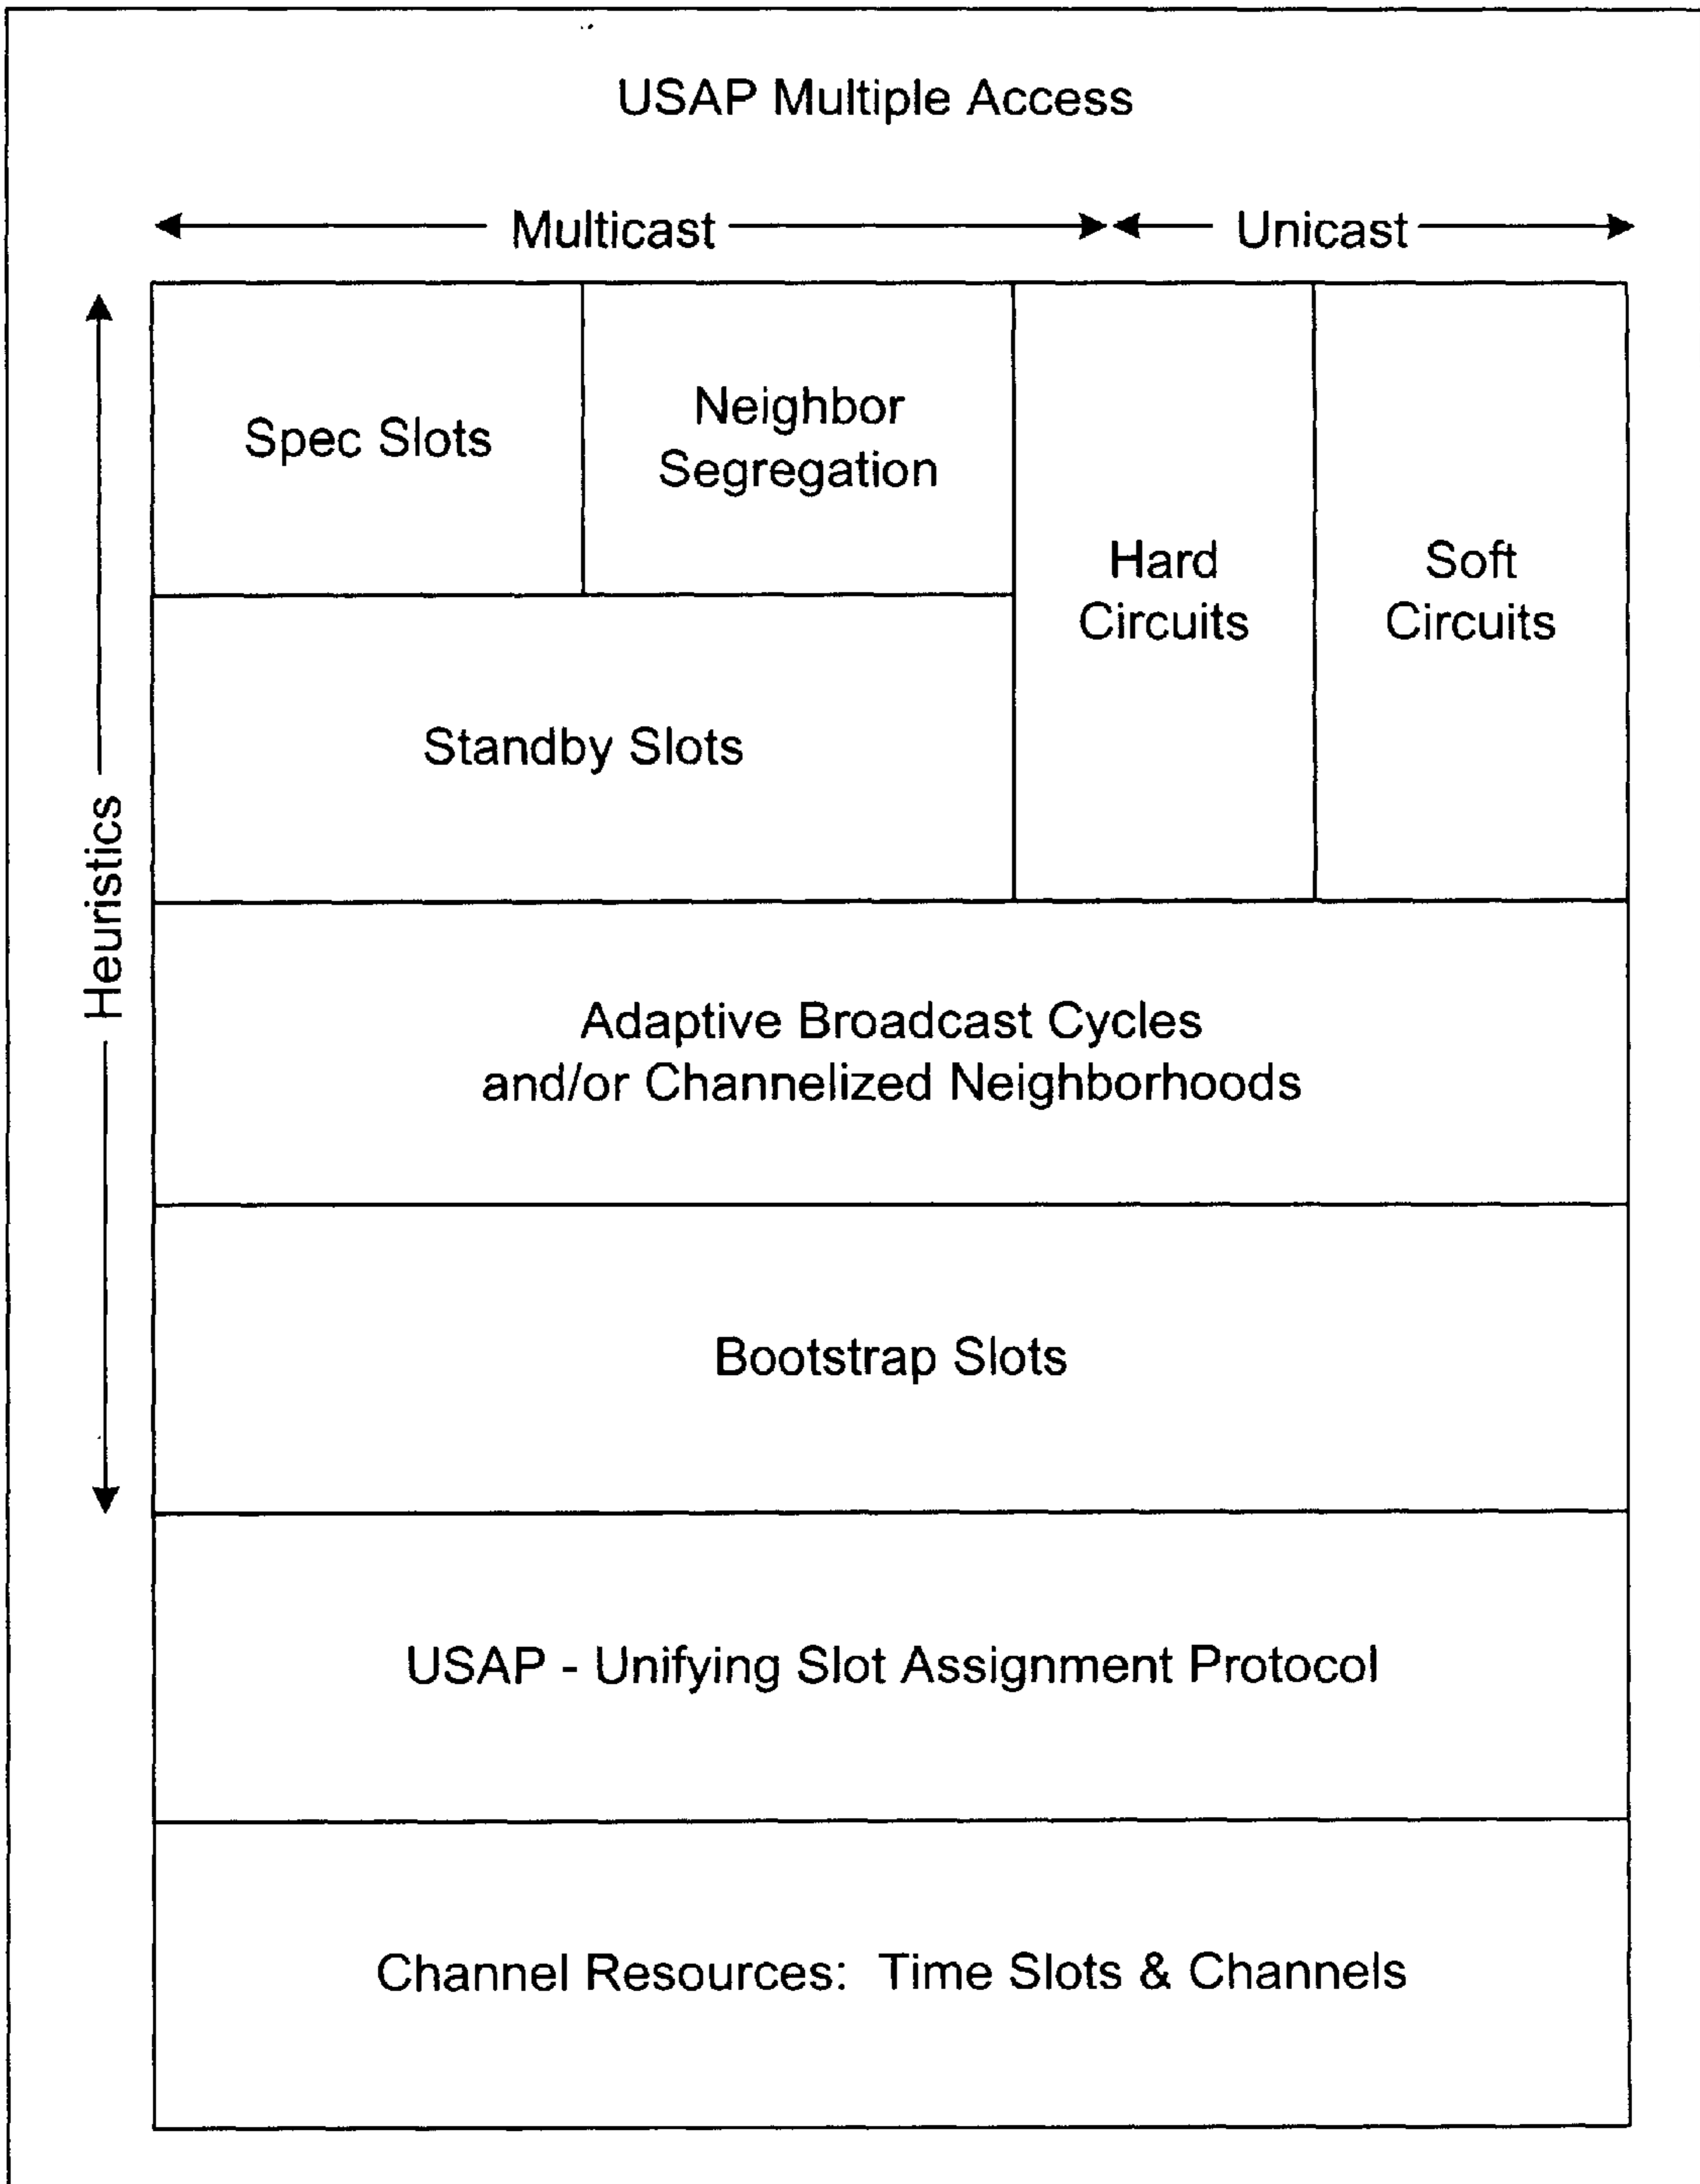 USAP Multiple Access
Multicast
Unicast
Heuristics
Spec Slots
Neighbor
Segregation
Hard
Circuits
Soft
Circuits
Standby Slots
Adaptive Broadcast Cycles
and/or Channelized Neighborhoods
Bootstrap Slots
USAP - Unifying Slot Assignment Protocol
Channel Resources: Time Slots & Channels